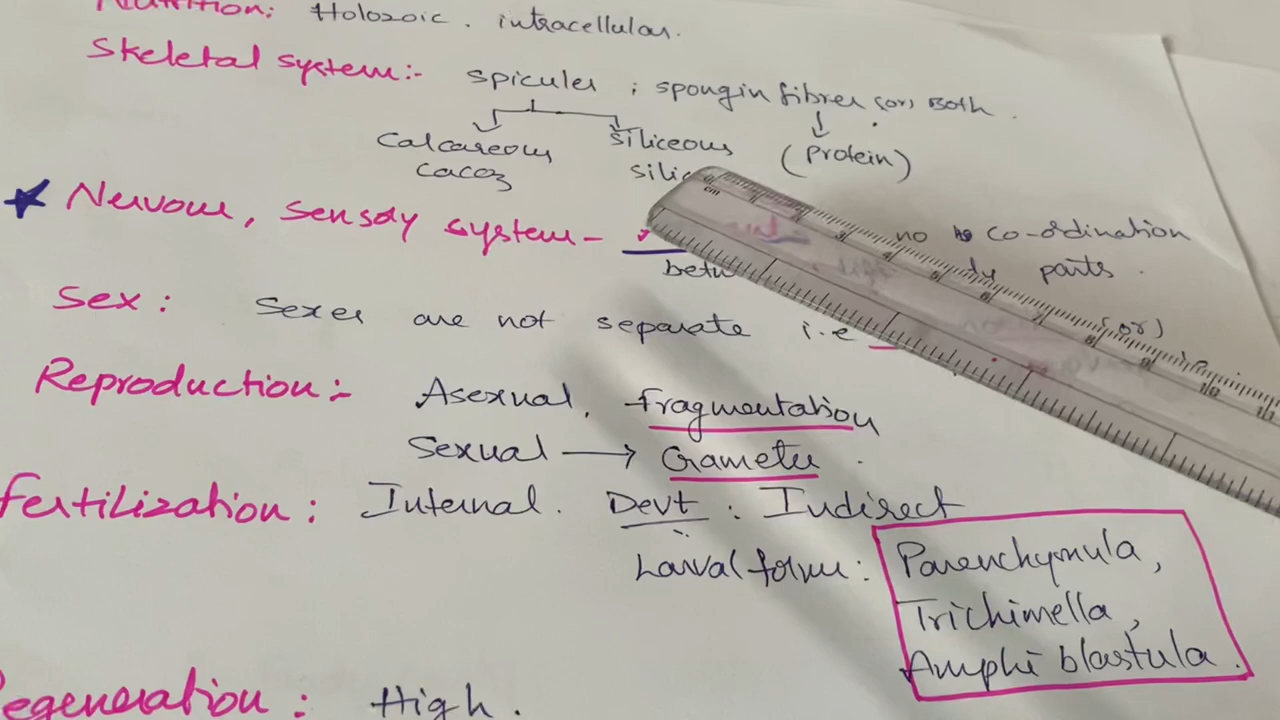 Nutrition: Holozoic. intracellular.
Skeletal system:- Spicules ; spongin fibres (or) Both.
Calcareous Siliceous (Protein)
CaCO3
Nervous, sensory system- no co-ordination
parts.
Sex: Sexes are not separate i.e (or)
Reproduction:- Asexual, fragmentation
Sexual → Gametes.
Fertilization: Internal. Devt: Indirect
Larval forms: Parenchymula,
Trichimella,
Amphi blastula.
Regeneration: High.